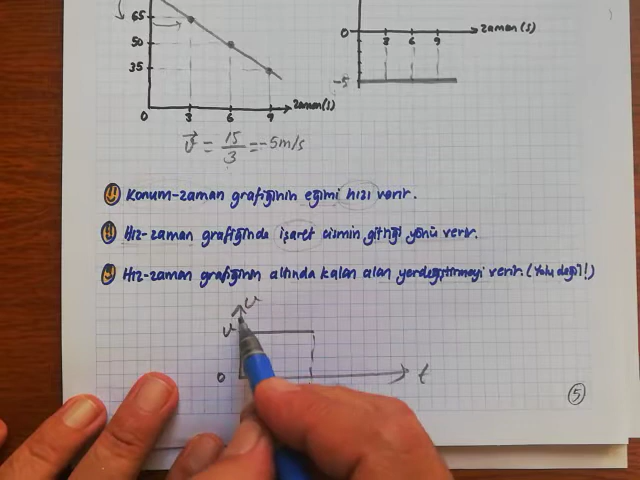 65
50
35
0 3 6 9 zaman(s)
0 3 6 9 zaman(s)
-5
v = 15/3 = -5m/s
Konum-zaman grafiğinin eğimi hızı verir.
Hız-zaman grafiğinde işaret cismin gittiği yönü verir.
Hız-zaman grafiğinin altında kalan alan yerdeğiştirmeyi verir. (Yolu değil!)
0
t
5